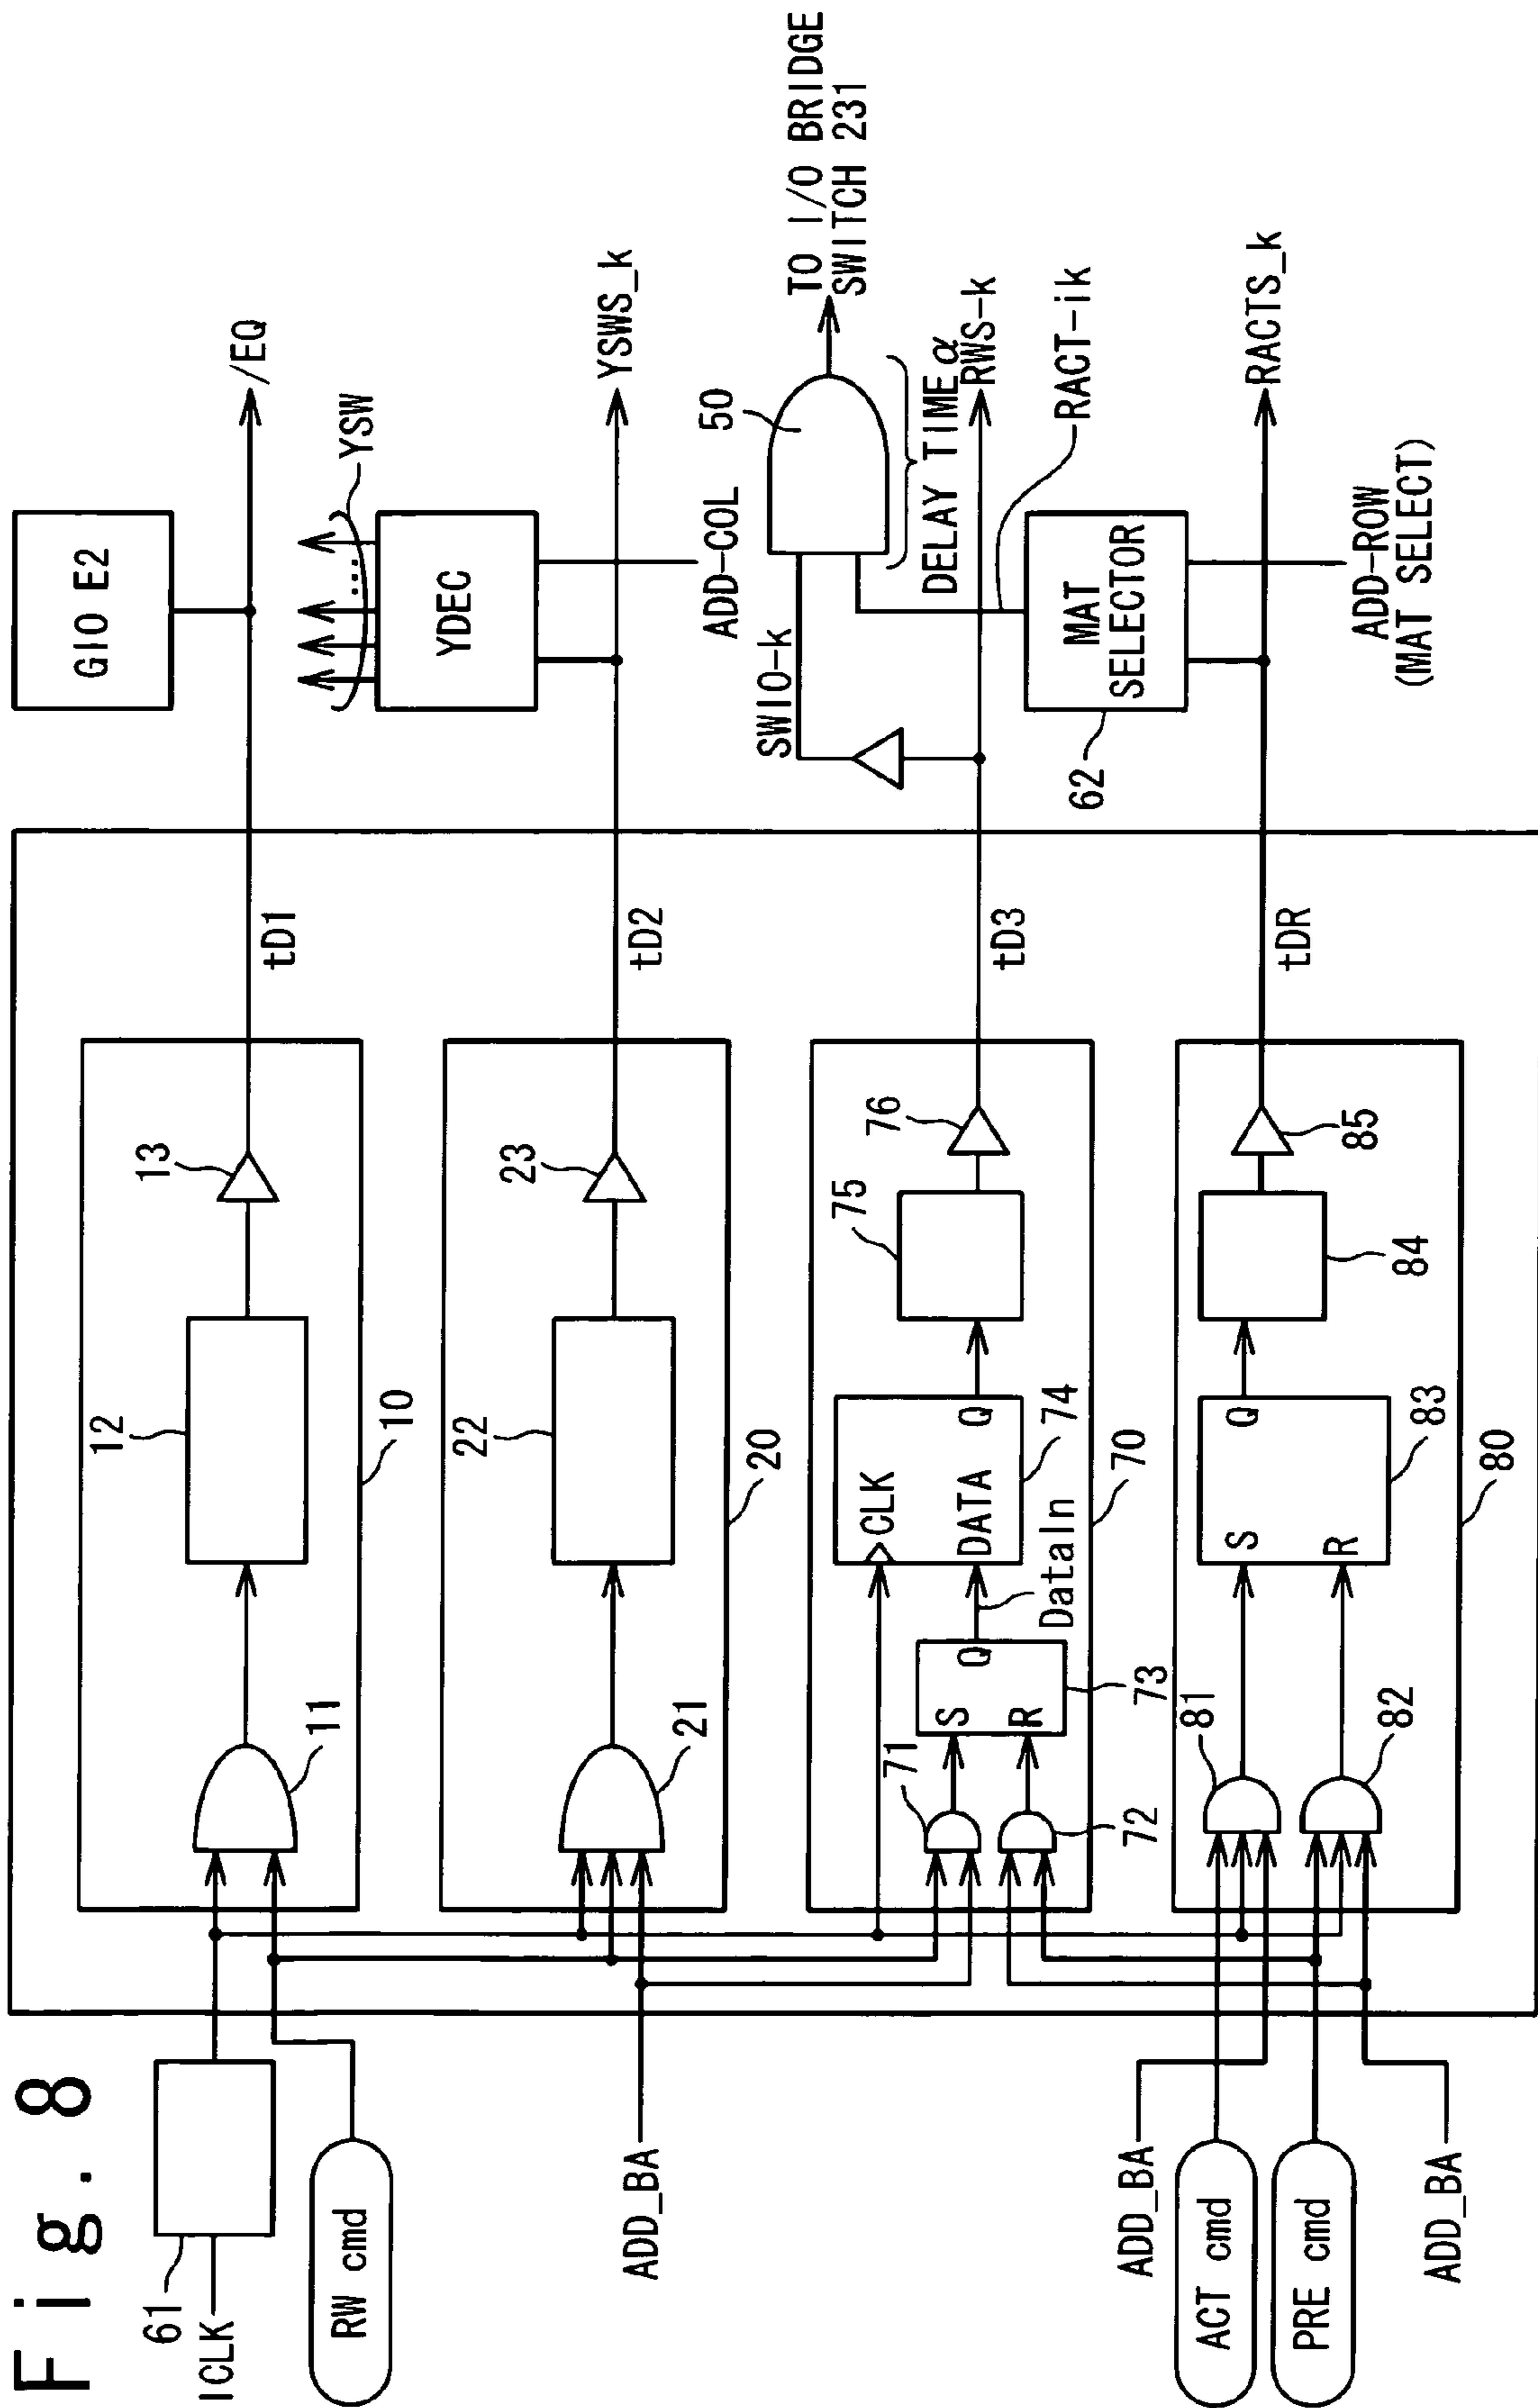 Fig. 8
61
ICLK
RW cmd
ADD_BA
ADD_BA
ACT cmd
PRE cmd
ADD_BA
11
12
13
10
tD1
GIO E2
/EQ
21
22
23
20
tD2
YSW
...
YDEC
YSWS_k
ADD-COL
71
72
S
R
Q
73
DataIn
CLK
DATA
Q
74
75
76
70
tD3
SWIO-k
50
TO I/O BRIDGE
SWITCH 231
DELAY TIME α
RWS-k
RACT-ik
81
82
S
R
Q
83
84
85
80
tDR
62
MAT
SELECTOR
RACTS_k
ADD-ROW
(MAT SELECT)